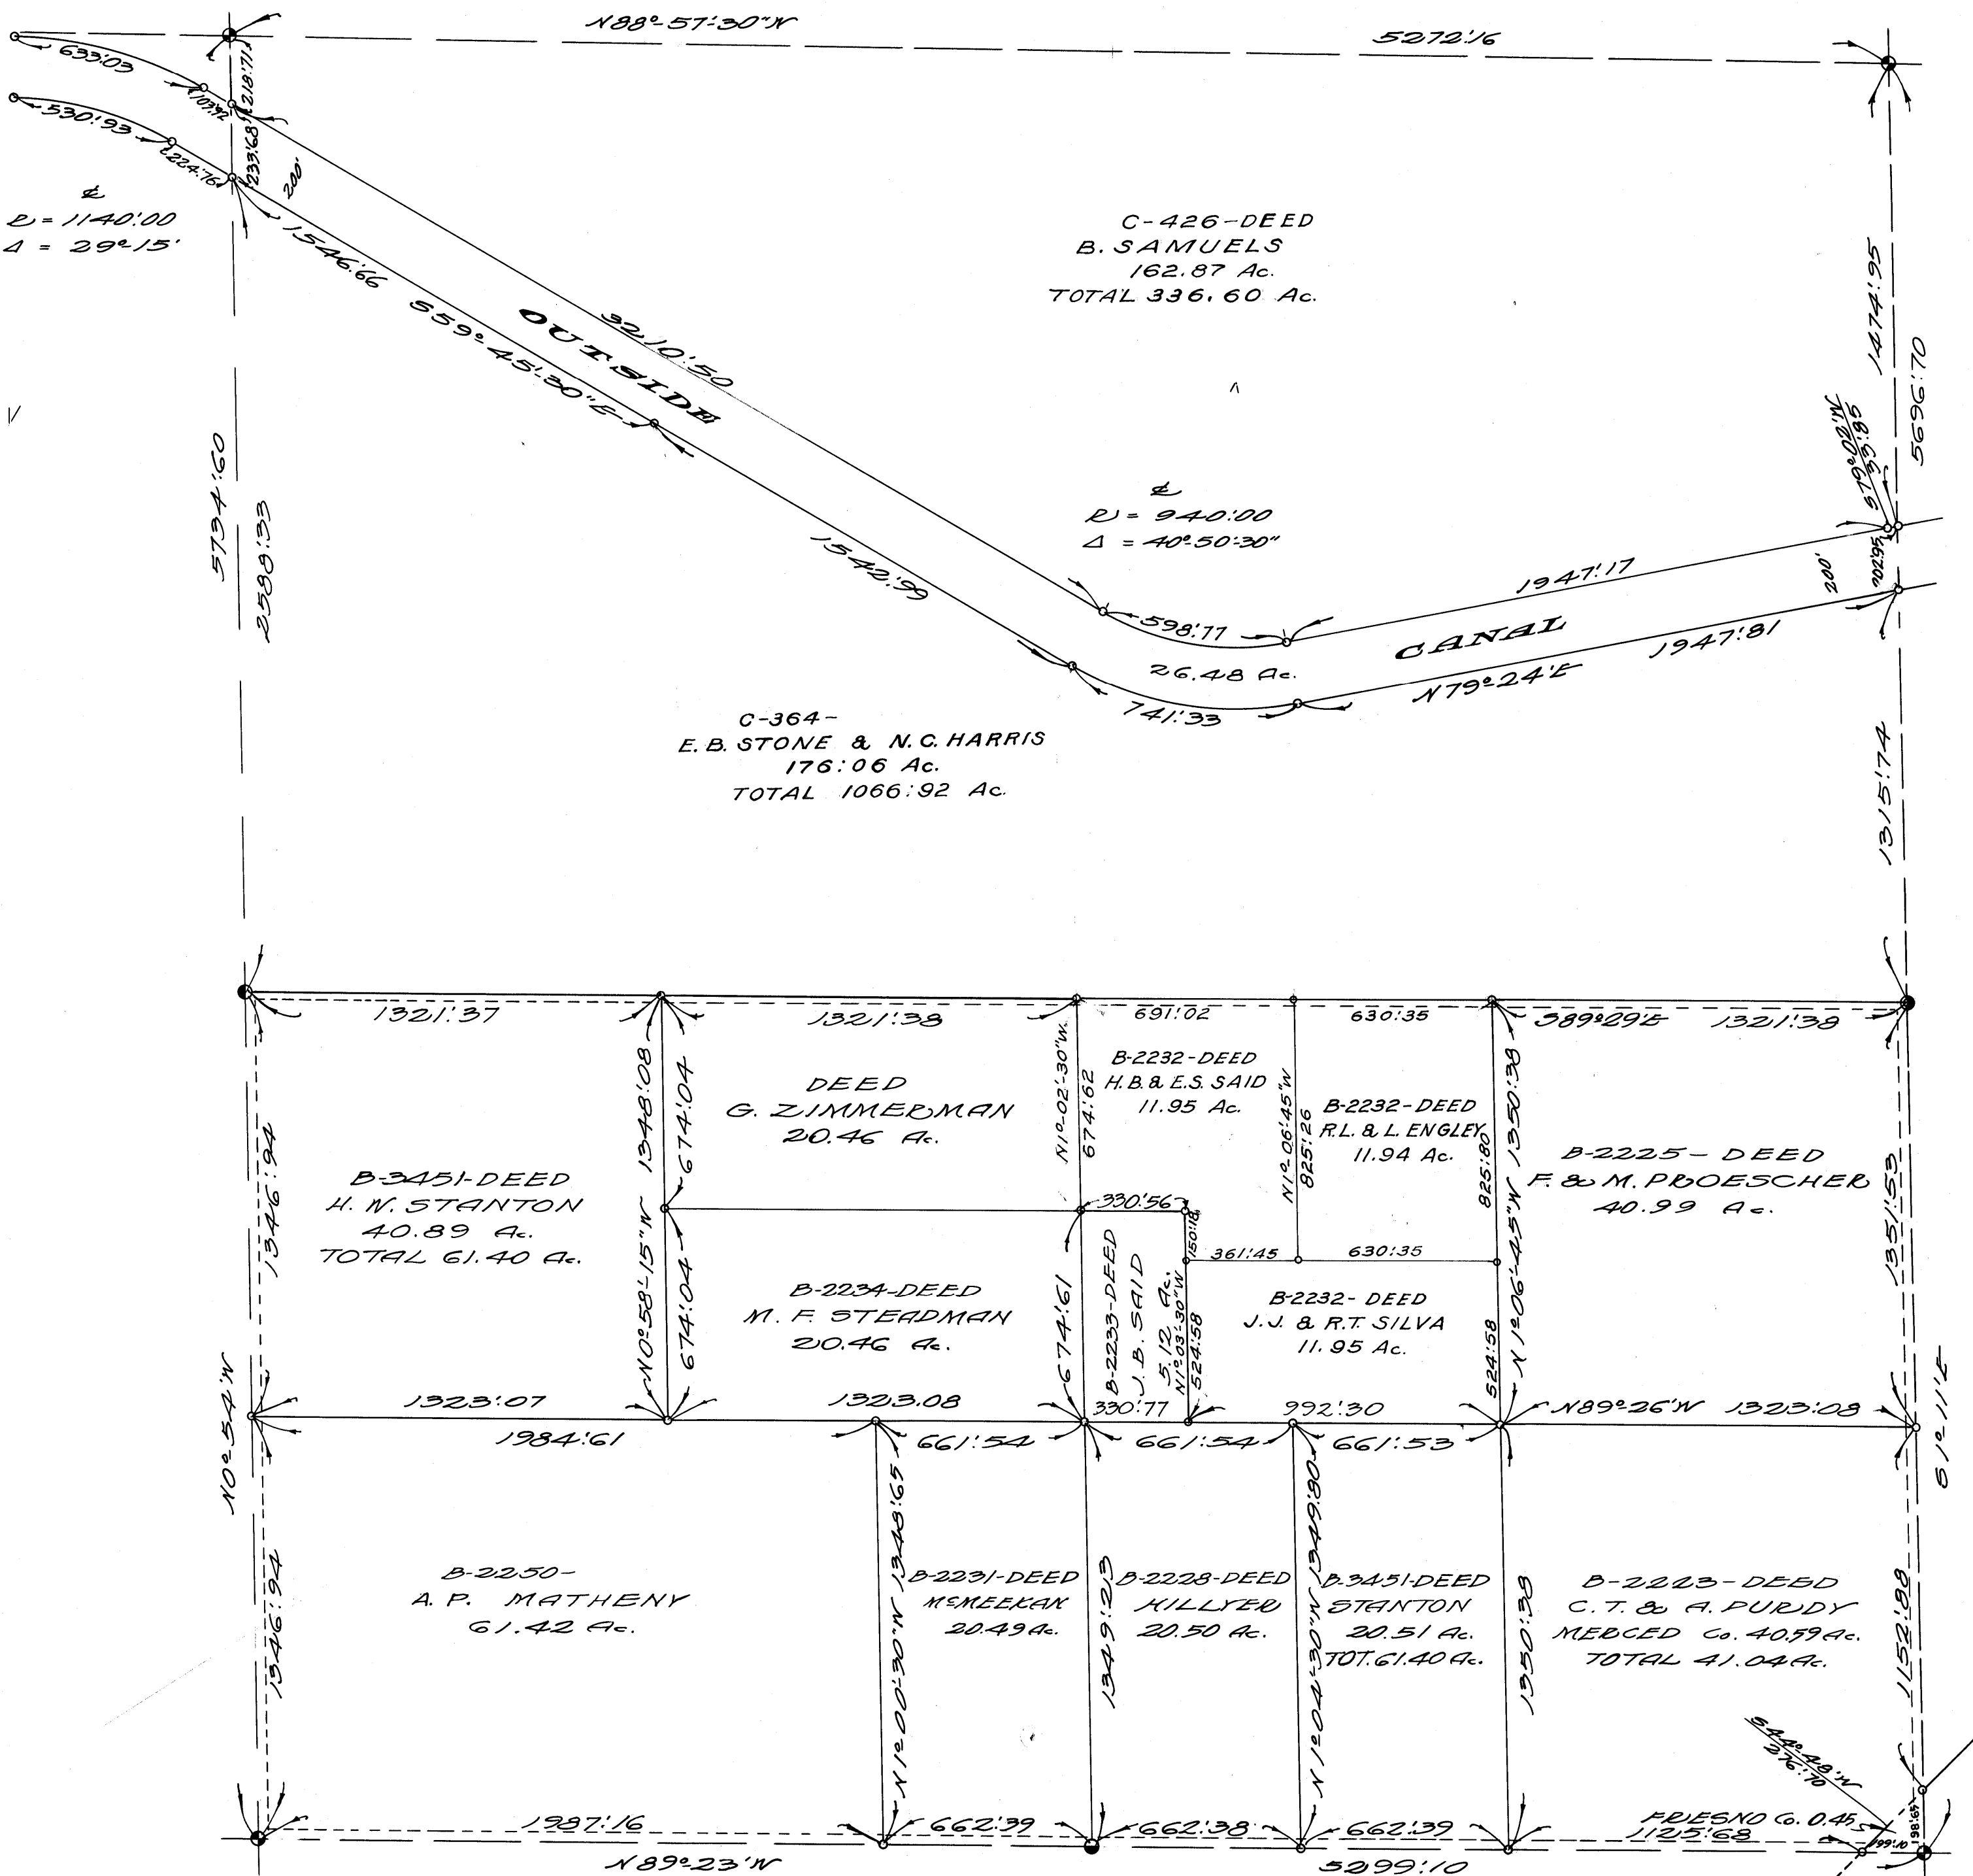 N88°-57'-30"W
5272'.16
633'.03
103'.92
218'.71
530'.93
224'.76
233'.68
200'
℄
R = 1140'.00
Δ = 29°-15'
1546'.66
S59°-45'-30"E
OUTSIDE
3210'.50
C-426-DEED
B. SAMUELS
162.87 Ac.
TOTAL 336.60 Ac.
1474'.95
5696'.70
5734'.60
2588'.33
℄
R = 940'.00
Δ = 40°-50'-30"
1542'.99
598'.77
1947'.17
200'
202'.95
CANAL
26.48 Ac.
N79°-24'E
1947'.81
741'.33
C-364-
E.B. STONE & N.C. HARRIS
176:06 Ac.
TOTAL 1066:92 Ac.
1315'.74
1321'.37
1321'.38
691'.02
630'.35
S89°29'E
1321'.38
1346'.94
N0°-58'-15"W 1348'.08
674'.04
DEED
G. ZIMMERMAN
20.46 Ac.
N1°-02'-30"W.
674'.62
B-2232-DEED
H.B. & E.S. SAID
11.95 Ac.
N1°-06'-45"W
825'.26
B-2232-DEED
R.L. & L. ENGLEY
11.94 Ac.
825'.80
N1°06'-45"W 1350'.38
B-2225-DEED
F. & M. PROESCHER
40.99 Ac.
1351'.53
B-3451-DEED
H. W. STANTON
40.89 Ac.
TOTAL 61.40 Ac.
674'.04
B-2234-DEED
M. F. STEADMAN
20.46 Ac.
674'.61
330'.56
B-2233-DEED
J. B. SAID
5.12 Ac.
150'.18
N1°03'-30"W
524'.58
361'.45
630'.35
B-2232-DEED
J.J. & R.T. SILVA
11.95 Ac.
524'.58
N0°-54'W
1323'.07
1323.08
330'.77
992'.30
N89°-26'W
1323'.08
S1°-11'E
1984'.61
661'.54
661'.54
661'.53
1346'.94
B-2250-
A. P. MATHENY
61.42 Ac.
N1°-00'-30"W 1348'.65
B-2231-DEED
McMEEKAN
20.49 Ac.
1349'.23
B-2228-DEED
HILLYER
20.50 Ac.
N1°-04'-30"W 1349'.80
B-3451-DEED
STANTON
20.51 Ac.
TOT. 61.40 Ac.
1350'.38
B-2223-DEED
C. T. & A. PURDY
MERCED Co. 40.59 Ac.
TOTAL 41.04 Ac.
1152'.88
S44°-48'W
276'.70
FRESNO Co. 0.45
198'.65
199'.10
1987'.16
662'.39
662'.38
662'.39
1125'.68
N89°-23'W
5299'.10